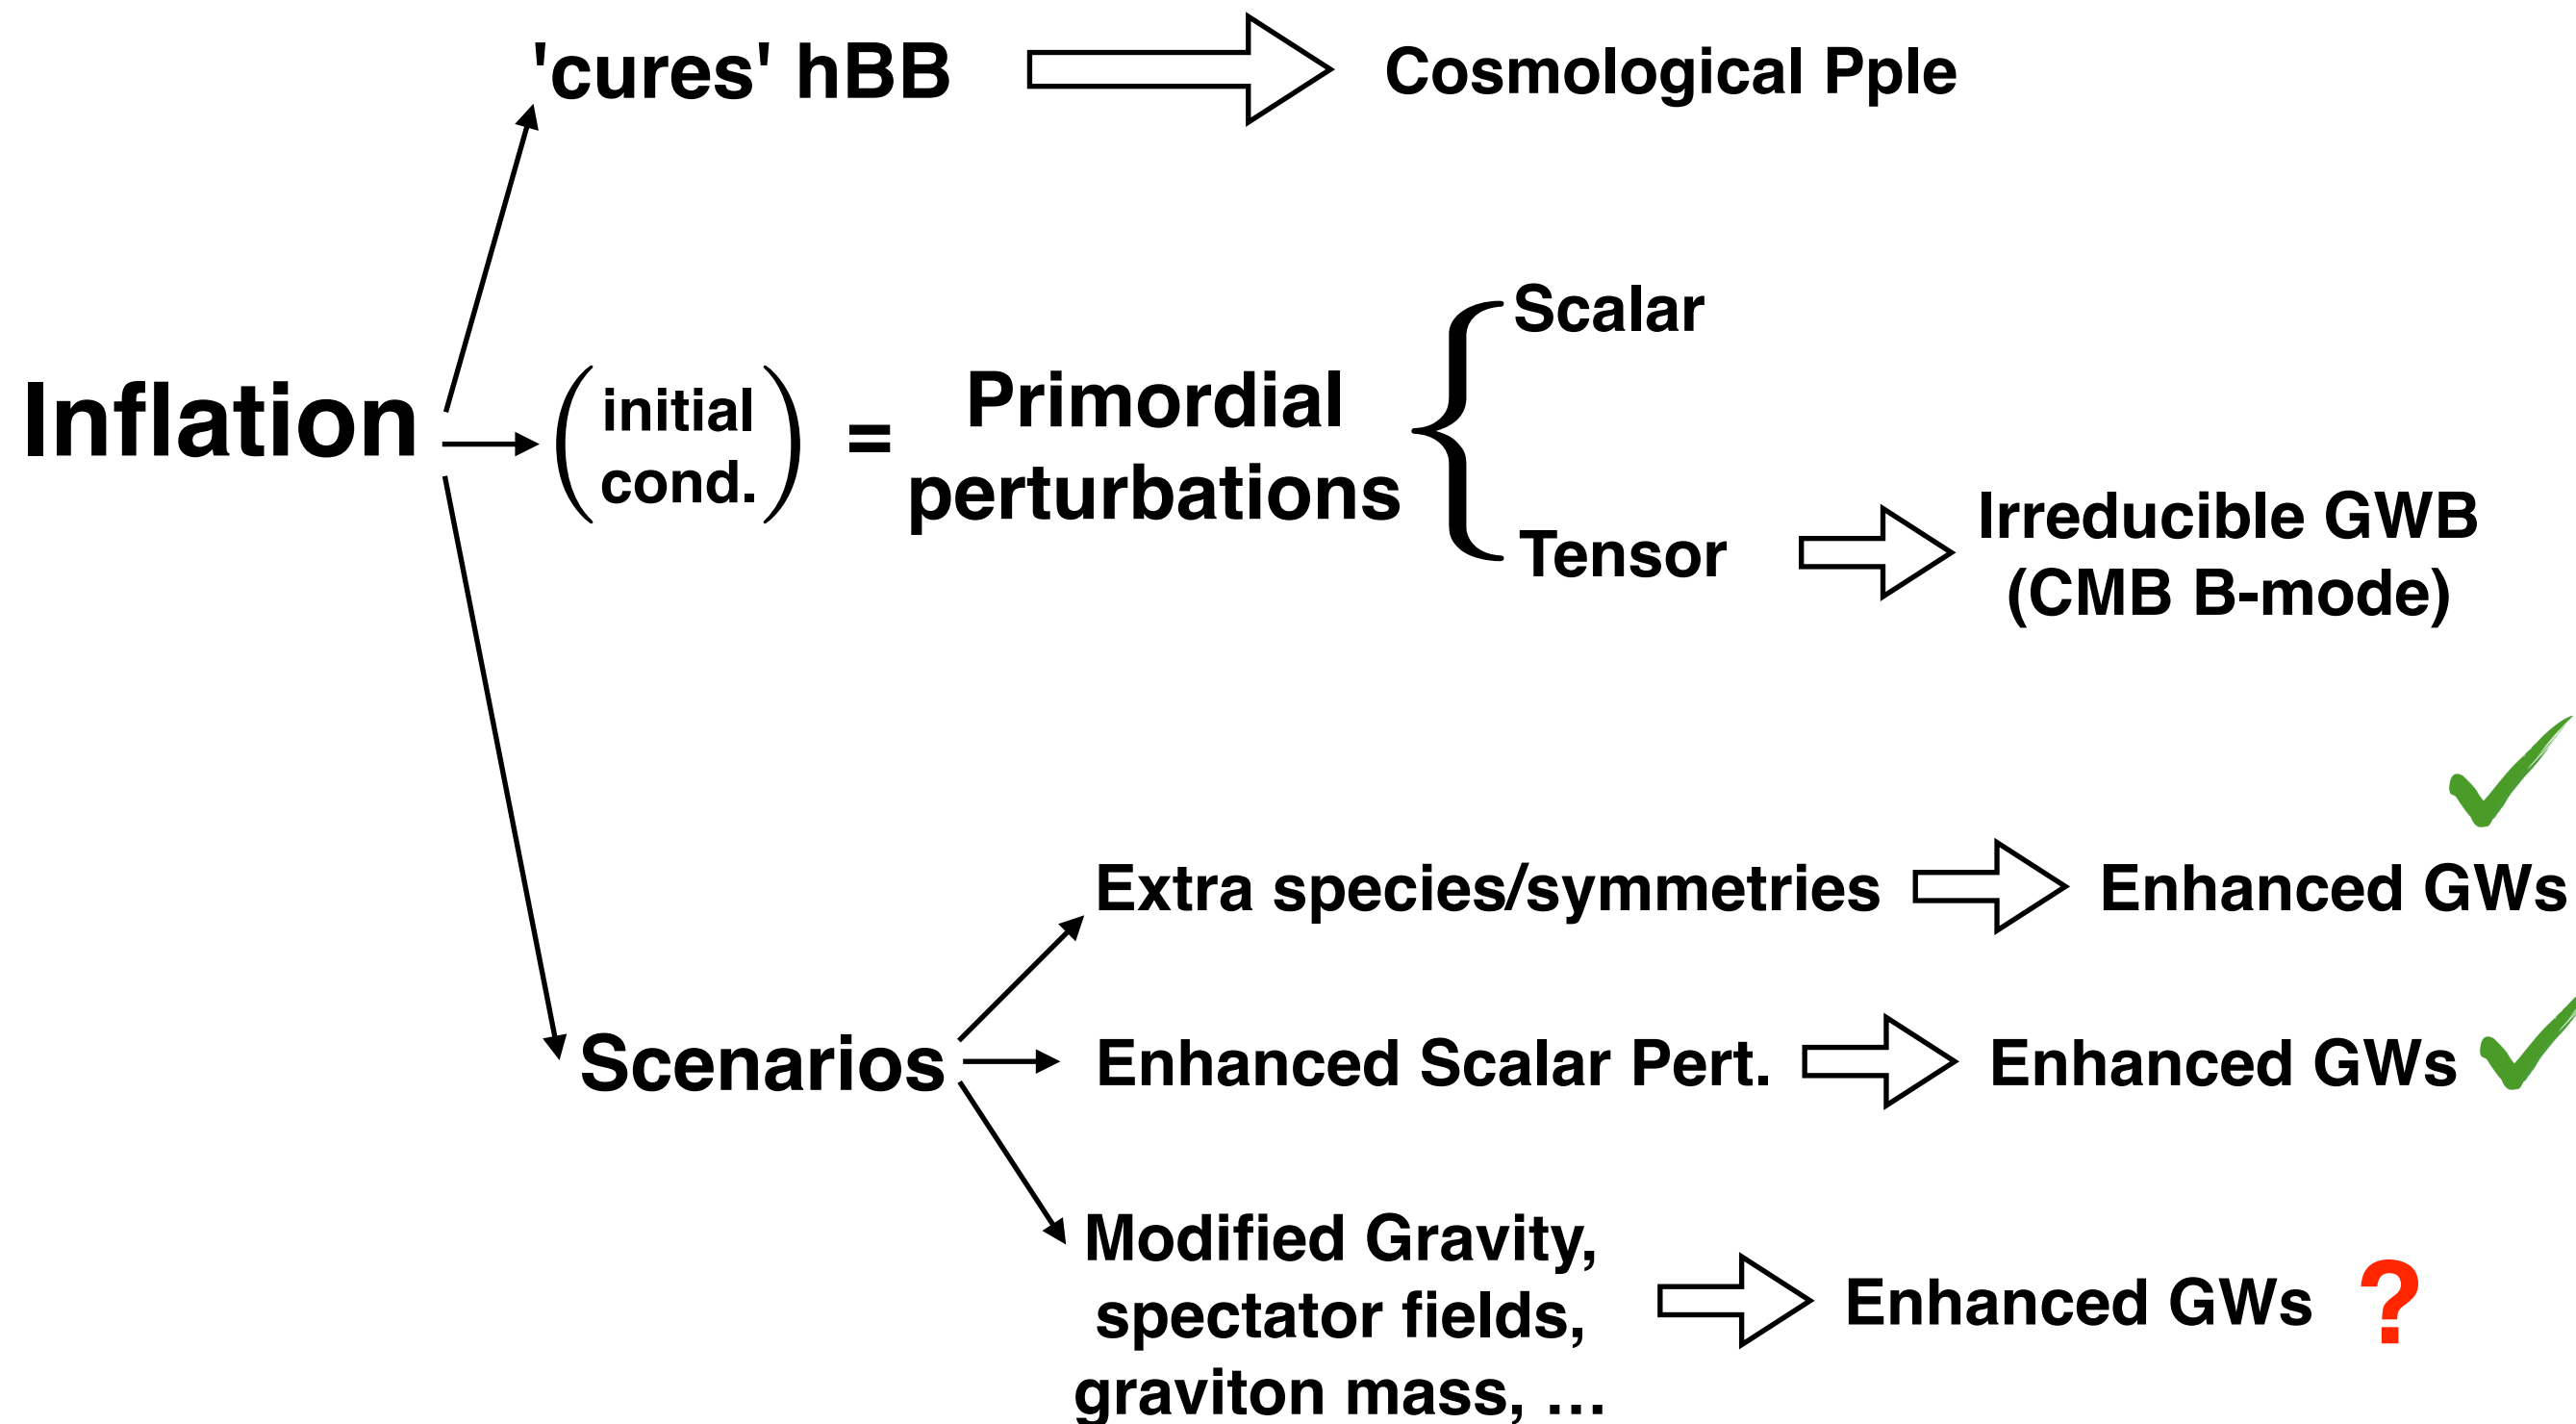 'cures' hBB
Cosmological Pple
Inflation
(initial
cond.)
=
Primordial
perturbations
Scalar
Tensor
Irreducible GWB
(CMB B-mode)
Scenarios
Extra species/symmetries
Enhanced GWs
Enhanced Scalar Pert.
Enhanced GWs
Modified Gravity,
spectator fields,
graviton mass, ...
Enhanced GWs ?